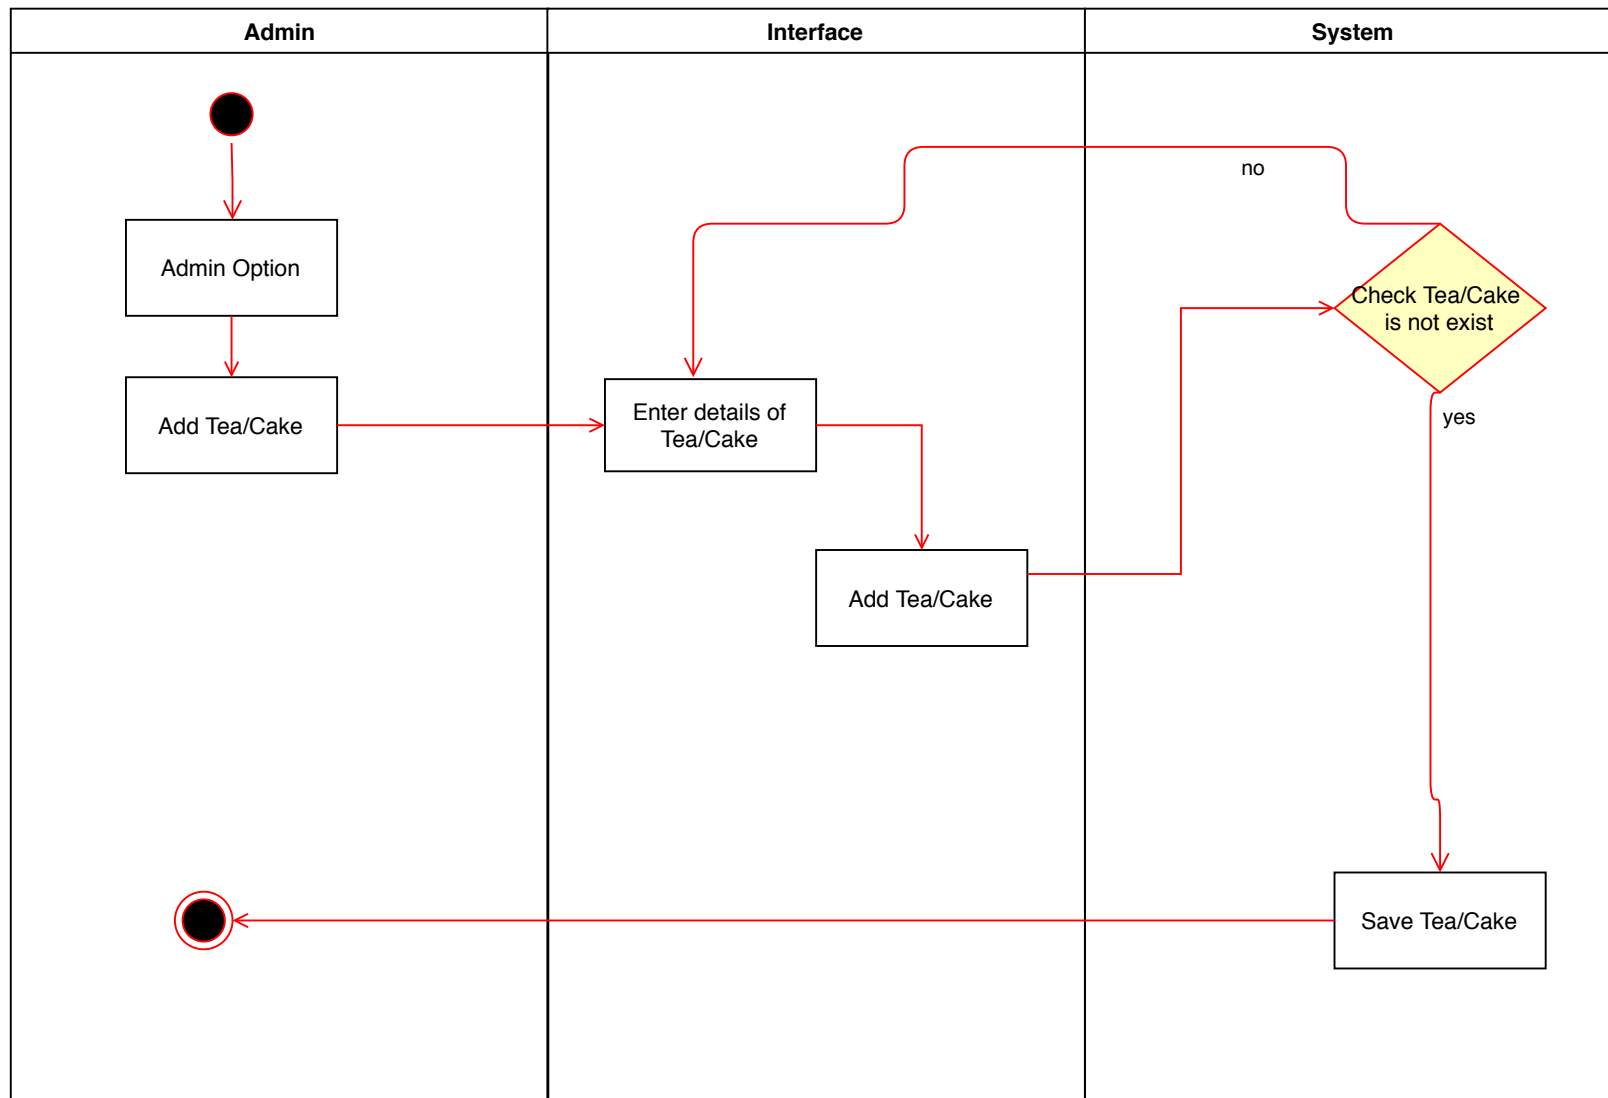 Admin
Interface
System
no
Admin Option
Check Tea/Cake
is not exist
Add Tea/Cake
Enter details of
Tea/Cake
yes
Add Tea/Cake
Save Tea/Cake